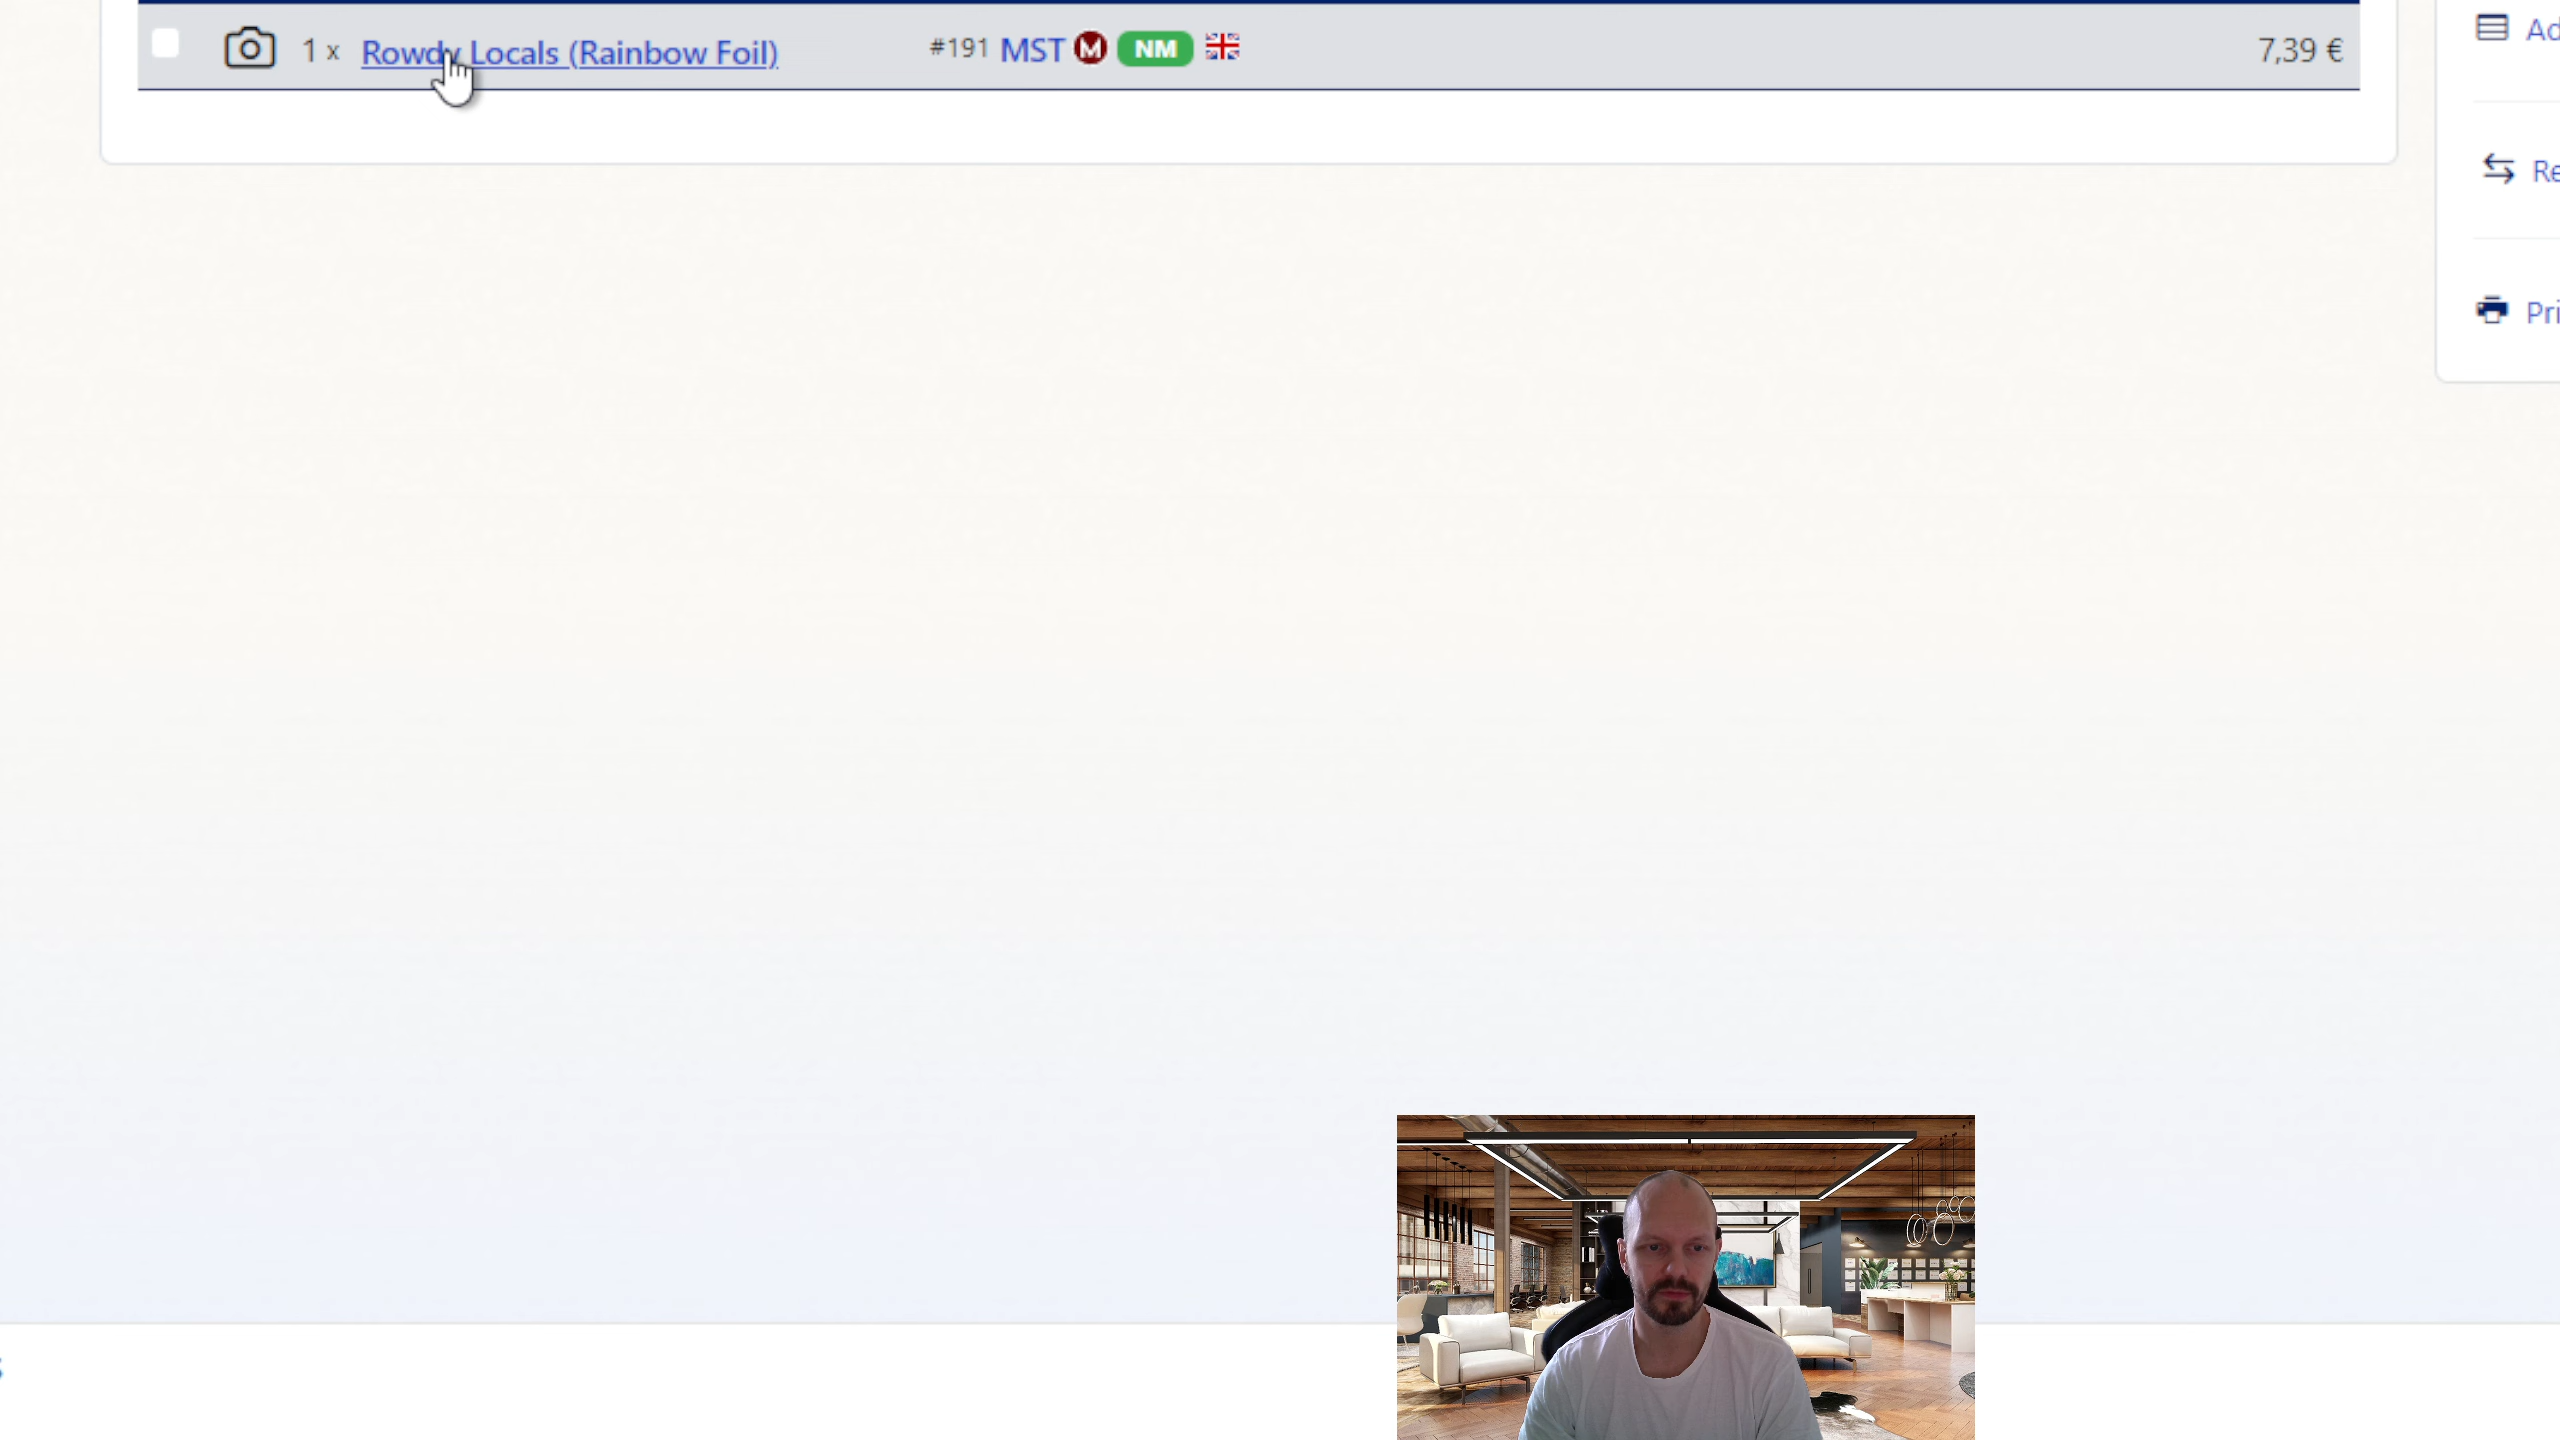 1 x Rowdy Locals (Rainbow Foil) #191 MST M NM 7,39 €
Ad
Re
Pri